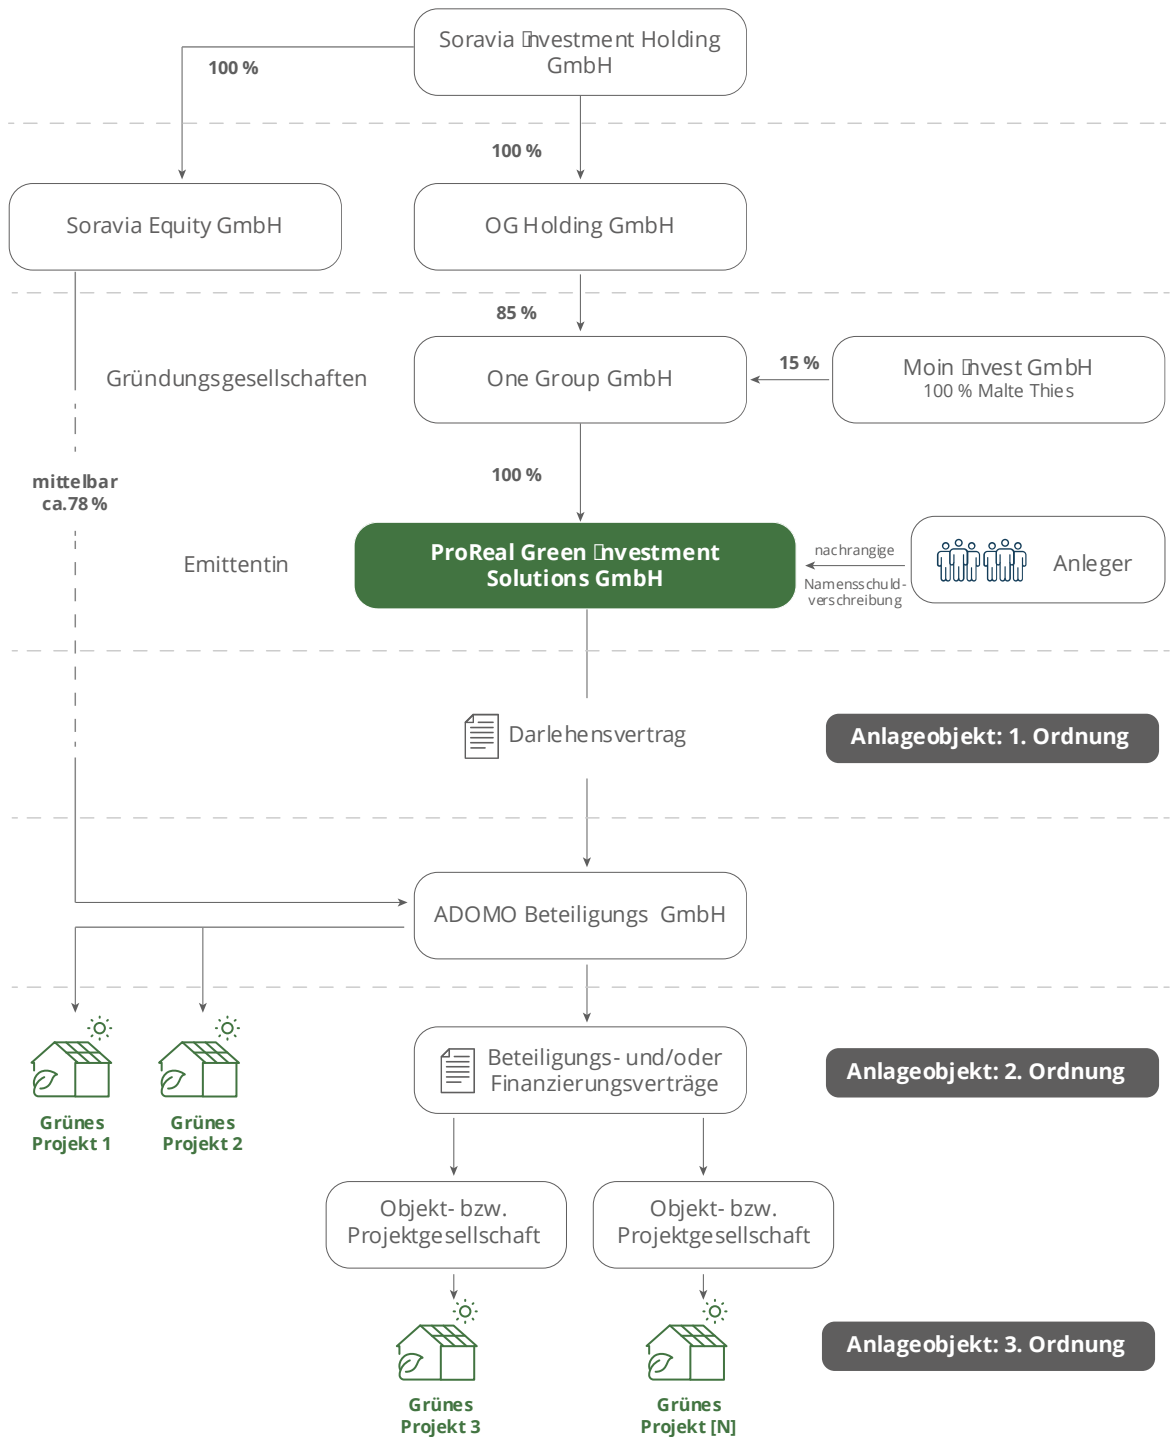 Soravia Investment Holding
GmbH
100 %
100 %
Soravia Equity GmbH
OG Holding GmbH
85 %
Gründungsgesellschaften
One Group GmbH
15 %
Moin Invest GmbH
100 % Malte Thies
mittelbar
ca.78 %
100 %
Emittentin
ProReal Green Investment
Solutions GmbH
nachrangige
Namensschuld-
verschreibung
Anleger
Darlehensvertrag
Anlageobjekt: 1. Ordnung
ADOMO Beteiligungs GmbH
Beteiligungs- und/oder
Finanzierungsverträge
Anlageobjekt: 2. Ordnung
Grünes
Projekt 1
Grünes
Projekt 2
Objekt- bzw.
Projektgesellschaft
Objekt- bzw.
Projektgesellschaft
Anlageobjekt: 3. Ordnung
Grünes
Projekt 3
Grünes
Projekt [N]